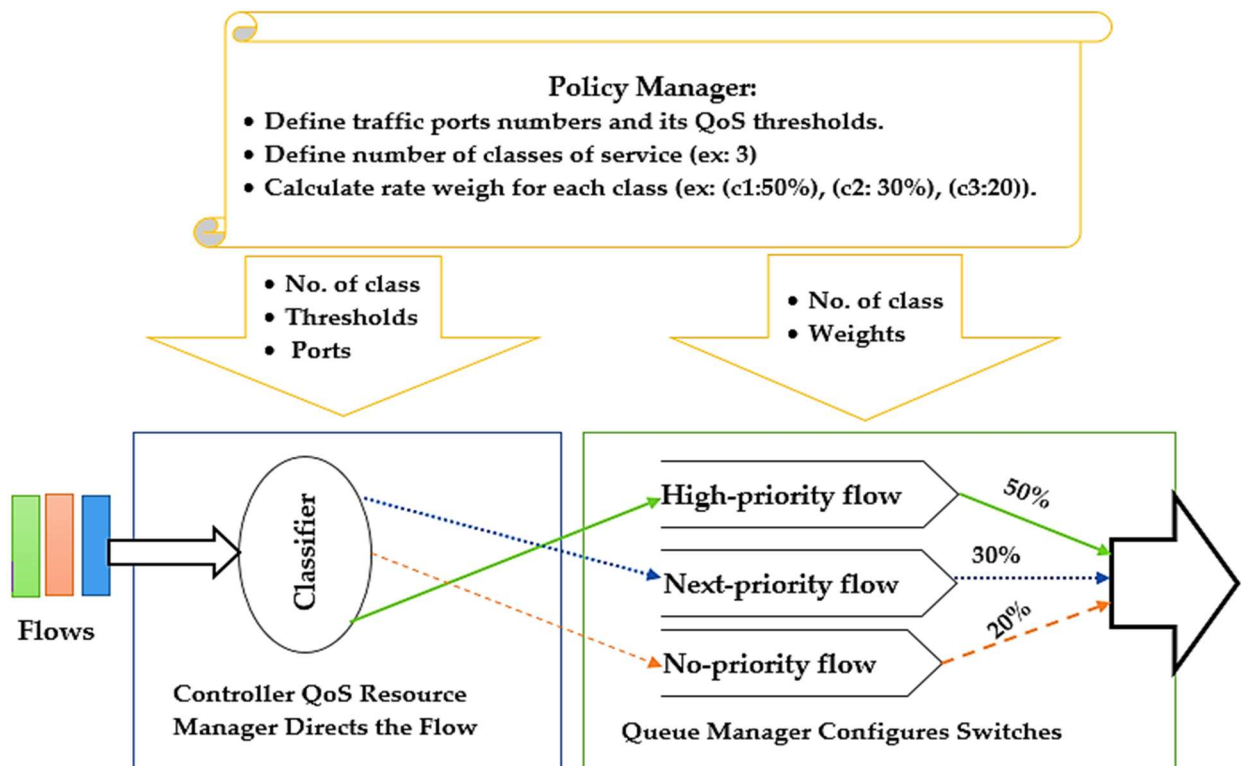 Policy Manager:
• Define traffic ports numbers and its QoS thresholds.
• Define number of classes of service (ex: 3)
• Calculate rate weigh for each class (ex: (c1:50%), (c2: 30%), (c3:20)).
• No. of class
• Thresholds
• Ports
• No. of class
• Weights
Flows
Classifier
Controller QoS Resource
Manager Directs the Flow
High-priority flow
50%
Next-priority flow
30%
No-priority flow
20%
Queue Manager Configures Switches